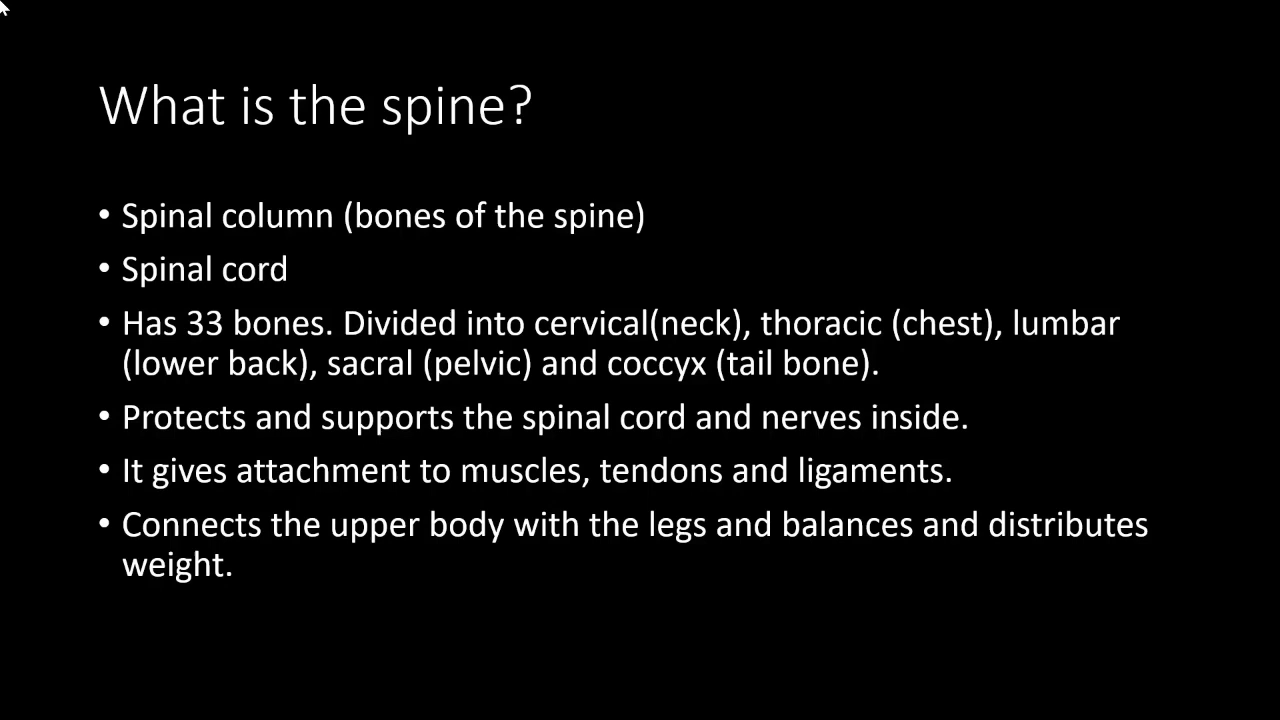 What is the spine?
• Spinal column (bones of the spine)
• Spinal cord
• Has 33 bones. Divided into cervical(neck), thoracic (chest), lumbar
(lower back), sacral (pelvic) and coccyx (tail bone).
• Protects and supports the spinal cord and nerves inside.
• It gives attachment to muscles, tendons and ligaments.
• Connects the upper body with the legs and balances and distributes
weight.